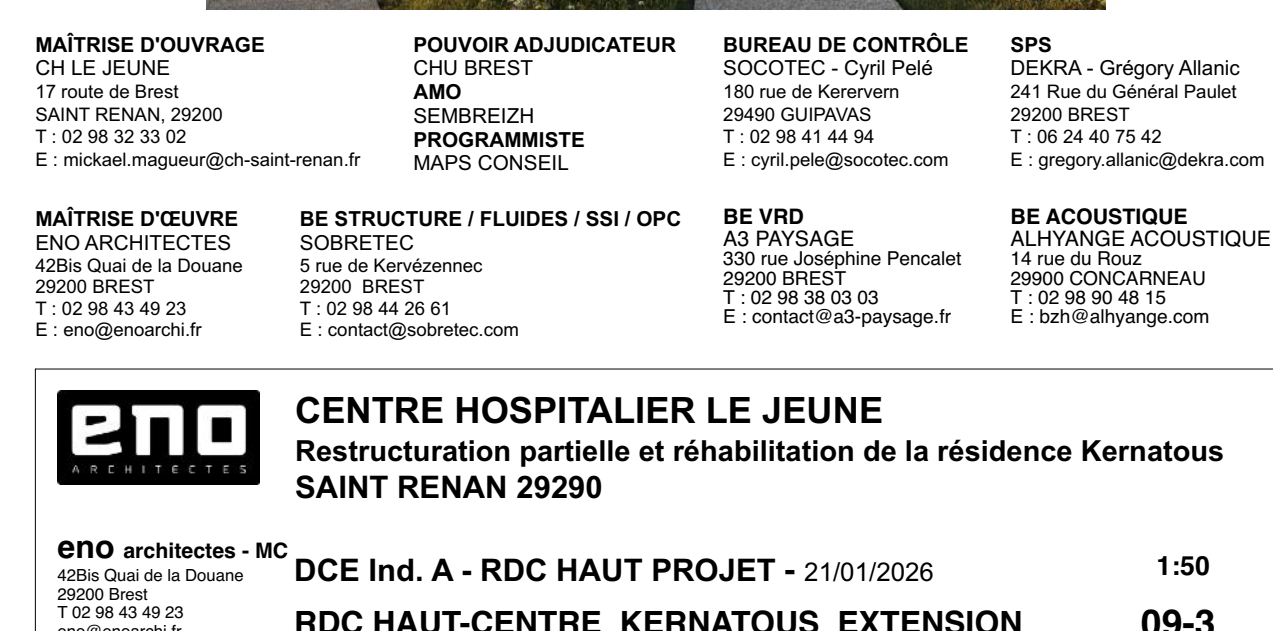 MAÎTRISE D'OUVRAGE
CH LE JEUNE
17 route de Brest
SAINT RENAN, 29200
T : 02 98 32 33 02
E : mickael.magueur@ch-saint-renan.fr
POUVOIR ADJUDICATEUR
CHU BREST
AMO
SEMBREIZH
PROGRAMMISTE
MAPS CONSEIL
BUREAU DE CONTRÔLE
SOCOTEC - Cyril Pelé
180 rue de Kerervern
29490 GUIPAVAS
T : 02 98 41 44 94
E : cyril.pele@socotec.com
SPS
DEKRA - Grégory Allanic
241 Rue du Général Paulet
29200 BREST
T : 06 24 40 75 42
E : gregory.allanic@dekra.com
MAÎTRISE D'ŒUVRE
ENO ARCHITECTES
42Bis Quai de la Douane
29200 BREST
T : 02 98 43 49 23
E : eno@enoarchi.fr
BE STRUCTURE / FLUIDES / SSI / OPC
SOBRETEC
5 rue de Kervézennec
29200 BREST
T : 02 98 44 26 61
E : contact@sobretec.com
BE VRD
A3 PAYSAGE
330 rue Joséphine Pencalet
29200 BREST
T : 02 98 38 03 03
E : contact@a3-paysage.fr
BE ACOUSTIQUE
ALHYANGE ACOUSTIQUE
14 rue du Rouz
29900 CONCARNEAU
T : 02 98 90 48 15
E : bzh@alhyange.com
eno
ARCHITECTES
CENTRE HOSPITALIER LE JEUNE
Restructuration partielle et réhabilitation de la résidence Kernatous
SAINT RENAN 29290
eno architectes - MC
42Bis Quai de la Douane
29200 Brest
T 02 98 43 49 23
eno@enoarchi.fr
DCE Ind. A - RDC HAUT PROJET - 21/01/2026
1:50
RDC HAUT-CENTRE_KERNATOUS_EXTENSION
09-3